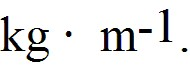 kg · m-1.